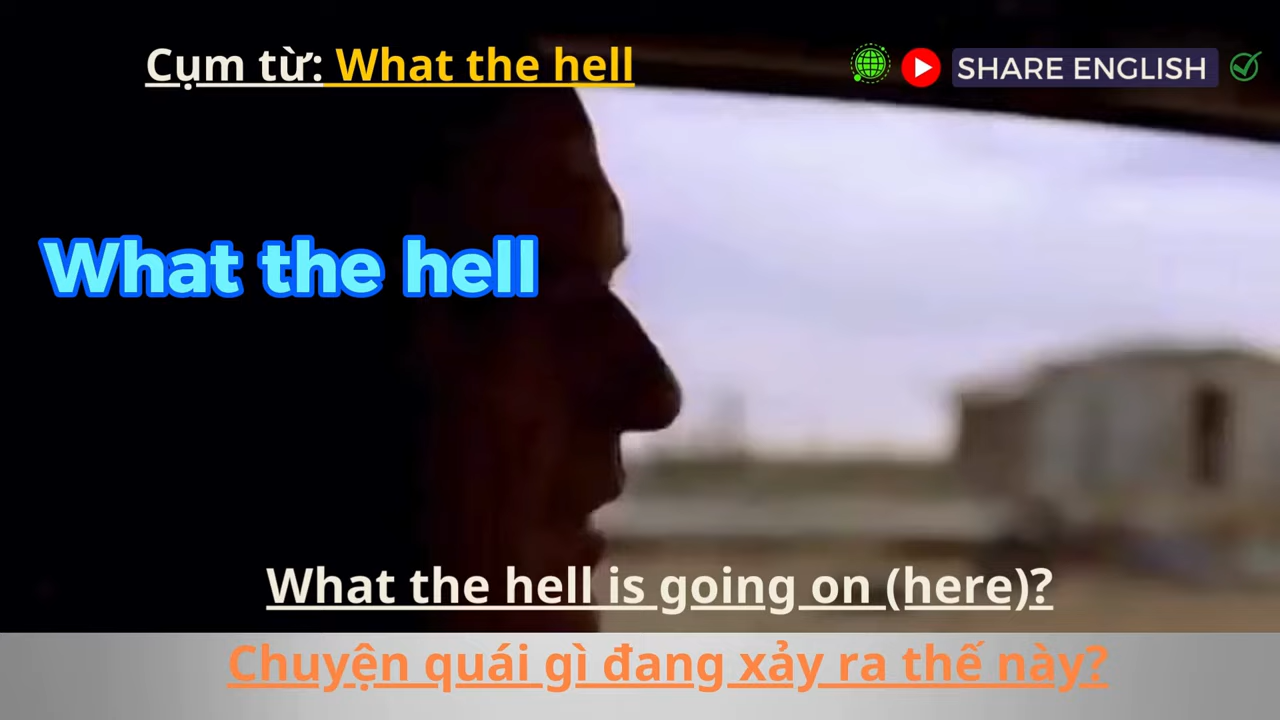 Cụm từ: What the hell
SHARE ENGLISH
What the hell
What the hell is going on (here)?
Chuyện quái gì đang xảy ra thế này?